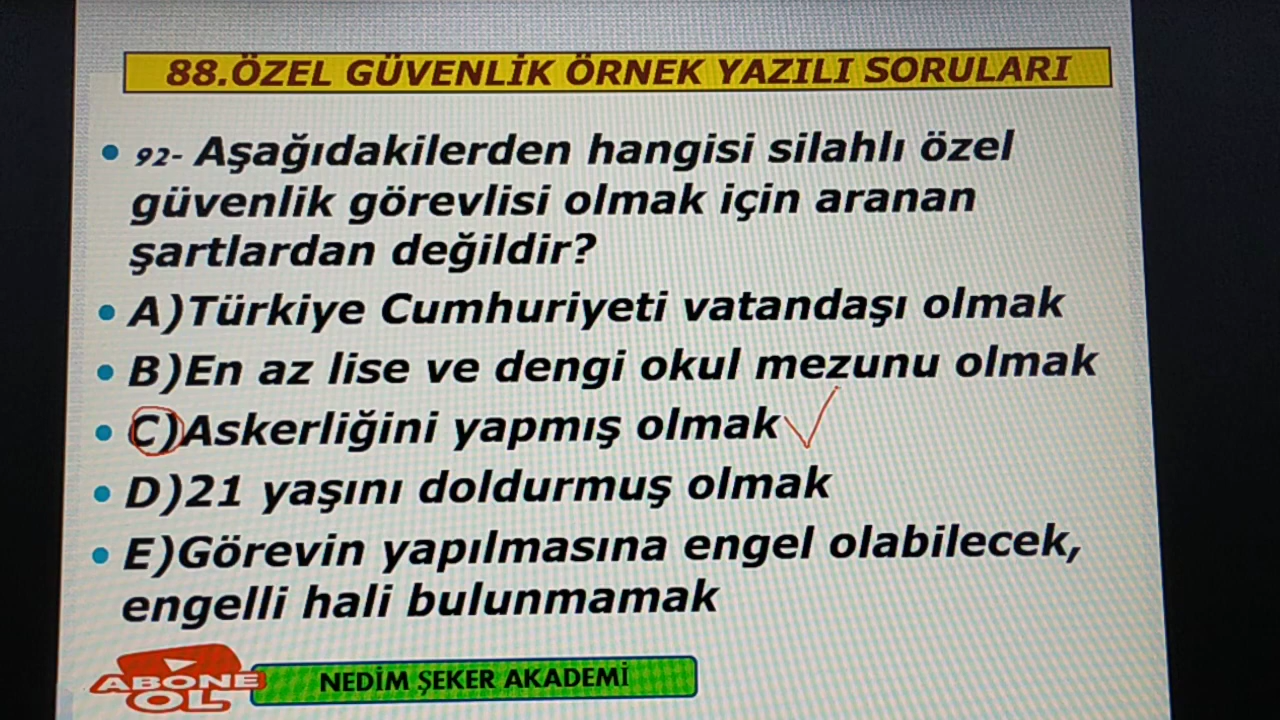 88.ÖZEL GÜVENLİK ÖRNEK YAZILI SORULARI
• 92- Aşağıdakilerden hangisi silahlı özel
güvenlik görevlisi olmak için aranan
şartlardan değildir?
• A)Türkiye Cumhuriyeti vatandaşı olmak
• B)En az lise ve dengi okul mezunu olmak
• C)Askerliğini yapmış olmak
• D)21 yaşını doldurmuş olmak
• E)Görevin yapılmasına engel olabilecek,
engelli hali bulunmamak
ABONE
OL
NEDİM ŞEKER AKADEMİ